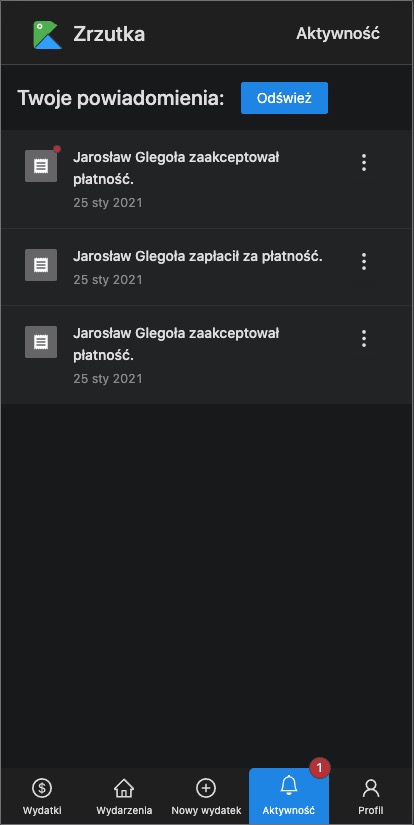 Zrzutka
Aktywność
Twoje powiadomienia:
Odśwież
Jarosław Glegoła zaakceptował
płatność.
25 sty 2021
Jarosław Glegoła zapłacił za płatność.
25 sty 2021
Jarosław Glegoła zaakceptował
płatność.
25 sty 2021
1
Wydatki
Wydarzenia
Nowy wydatek
Aktywność
Profil